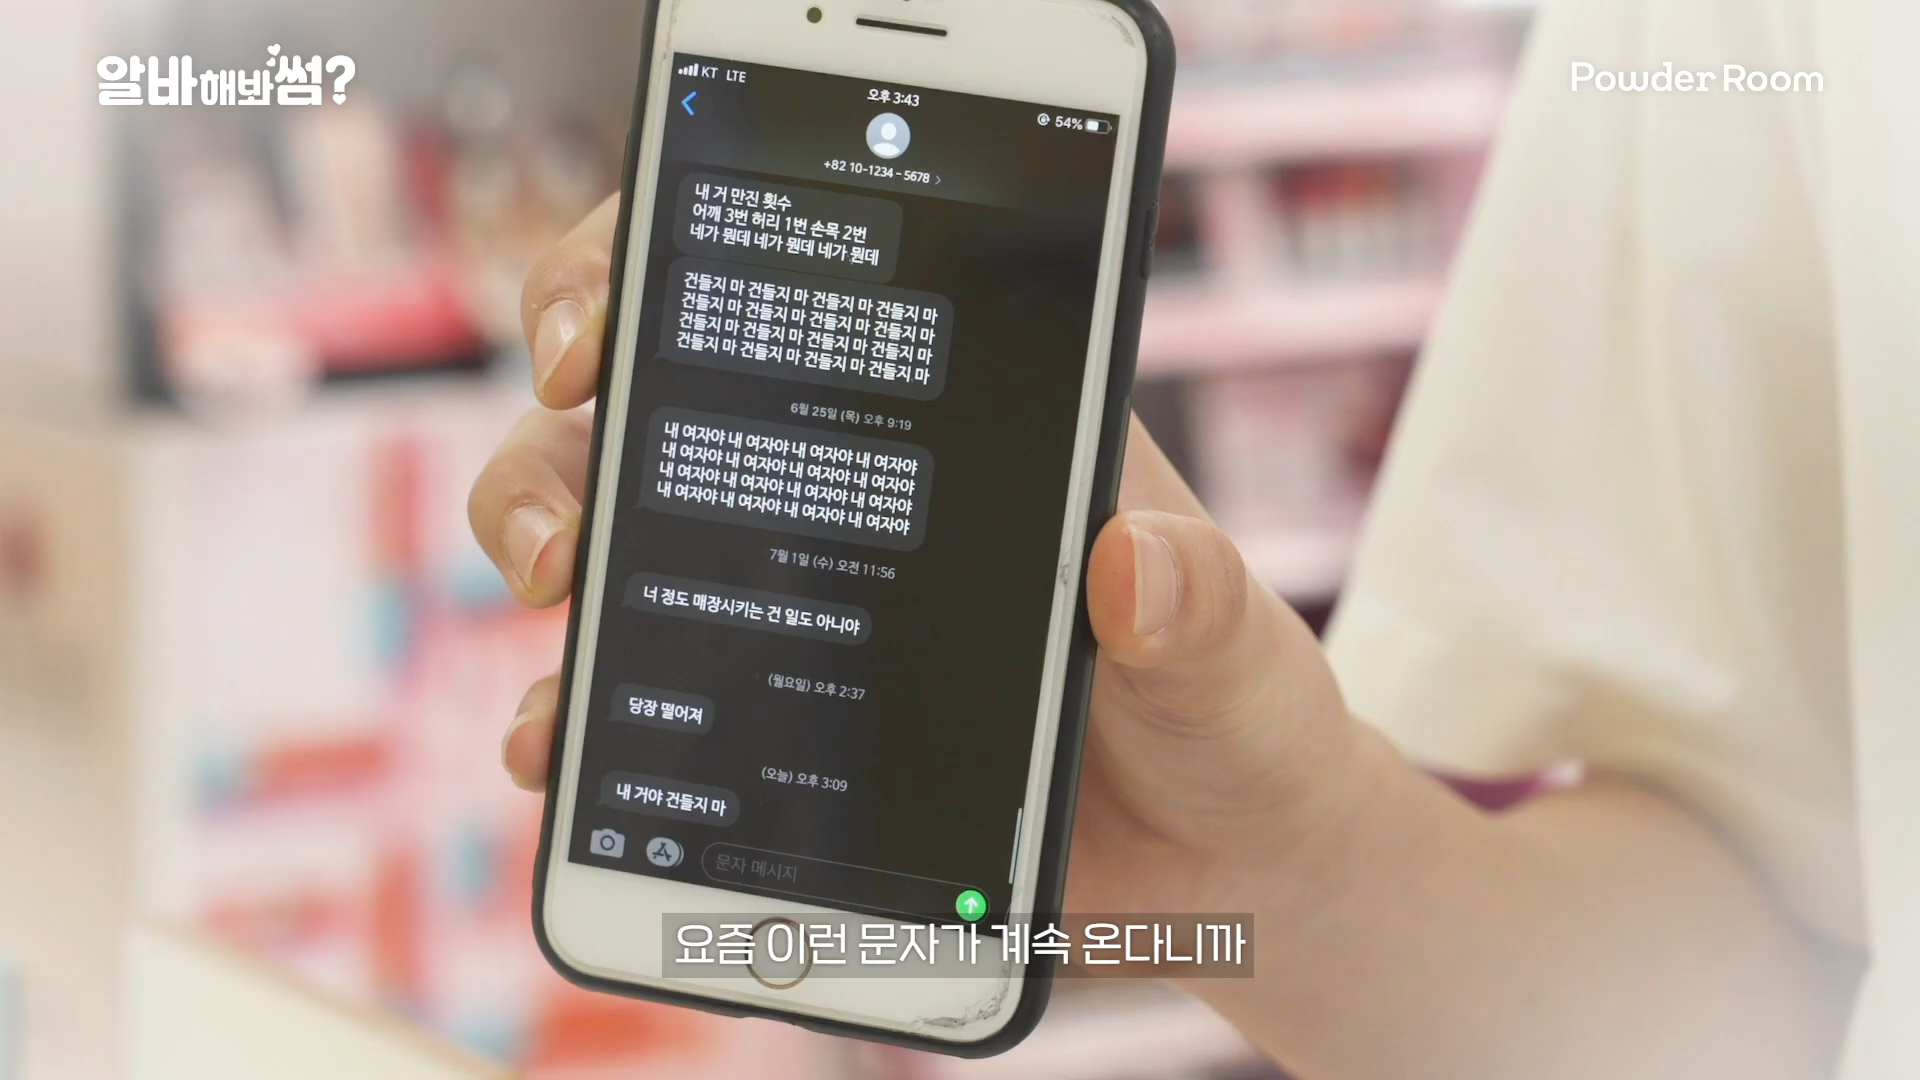 알바해봐썸?
Powder Room
KT LTE
오후 3:43
54%
+82 10-1234-5678
내 거 만진 횟수
어깨 3번 허리 1번 손목 2번
네가 뭔데 네가 뭔데 네가 뭔데
건들지 마 건들지 마 건들지 마 건들지 마
건들지 마 건들지 마 건들지 마 건들지 마
건들지 마 건들지 마 건들지 마 건들지 마
건들지 마 건들지 마 건들지 마 건들지 마
6월 25일 (목) 오후 9:19
내 여자야 내 여자야 내 여자야 내 여자야
내 여자야 내 여자야 내 여자야 내 여자야
내 여자야 내 여자야 내 여자야 내 여자야
내 여자야 내 여자야 내 여자야 내 여자야
7월 1일 (수) 오전 11:56
너 정도 매장시키는 건 일도 아니야
(월요일) 오후 2:37
당장 떨어져
(오늘) 오후 3:09
내 거야 건들지 마
문자 메시지
요즘 이런 문자가 계속 온다니까